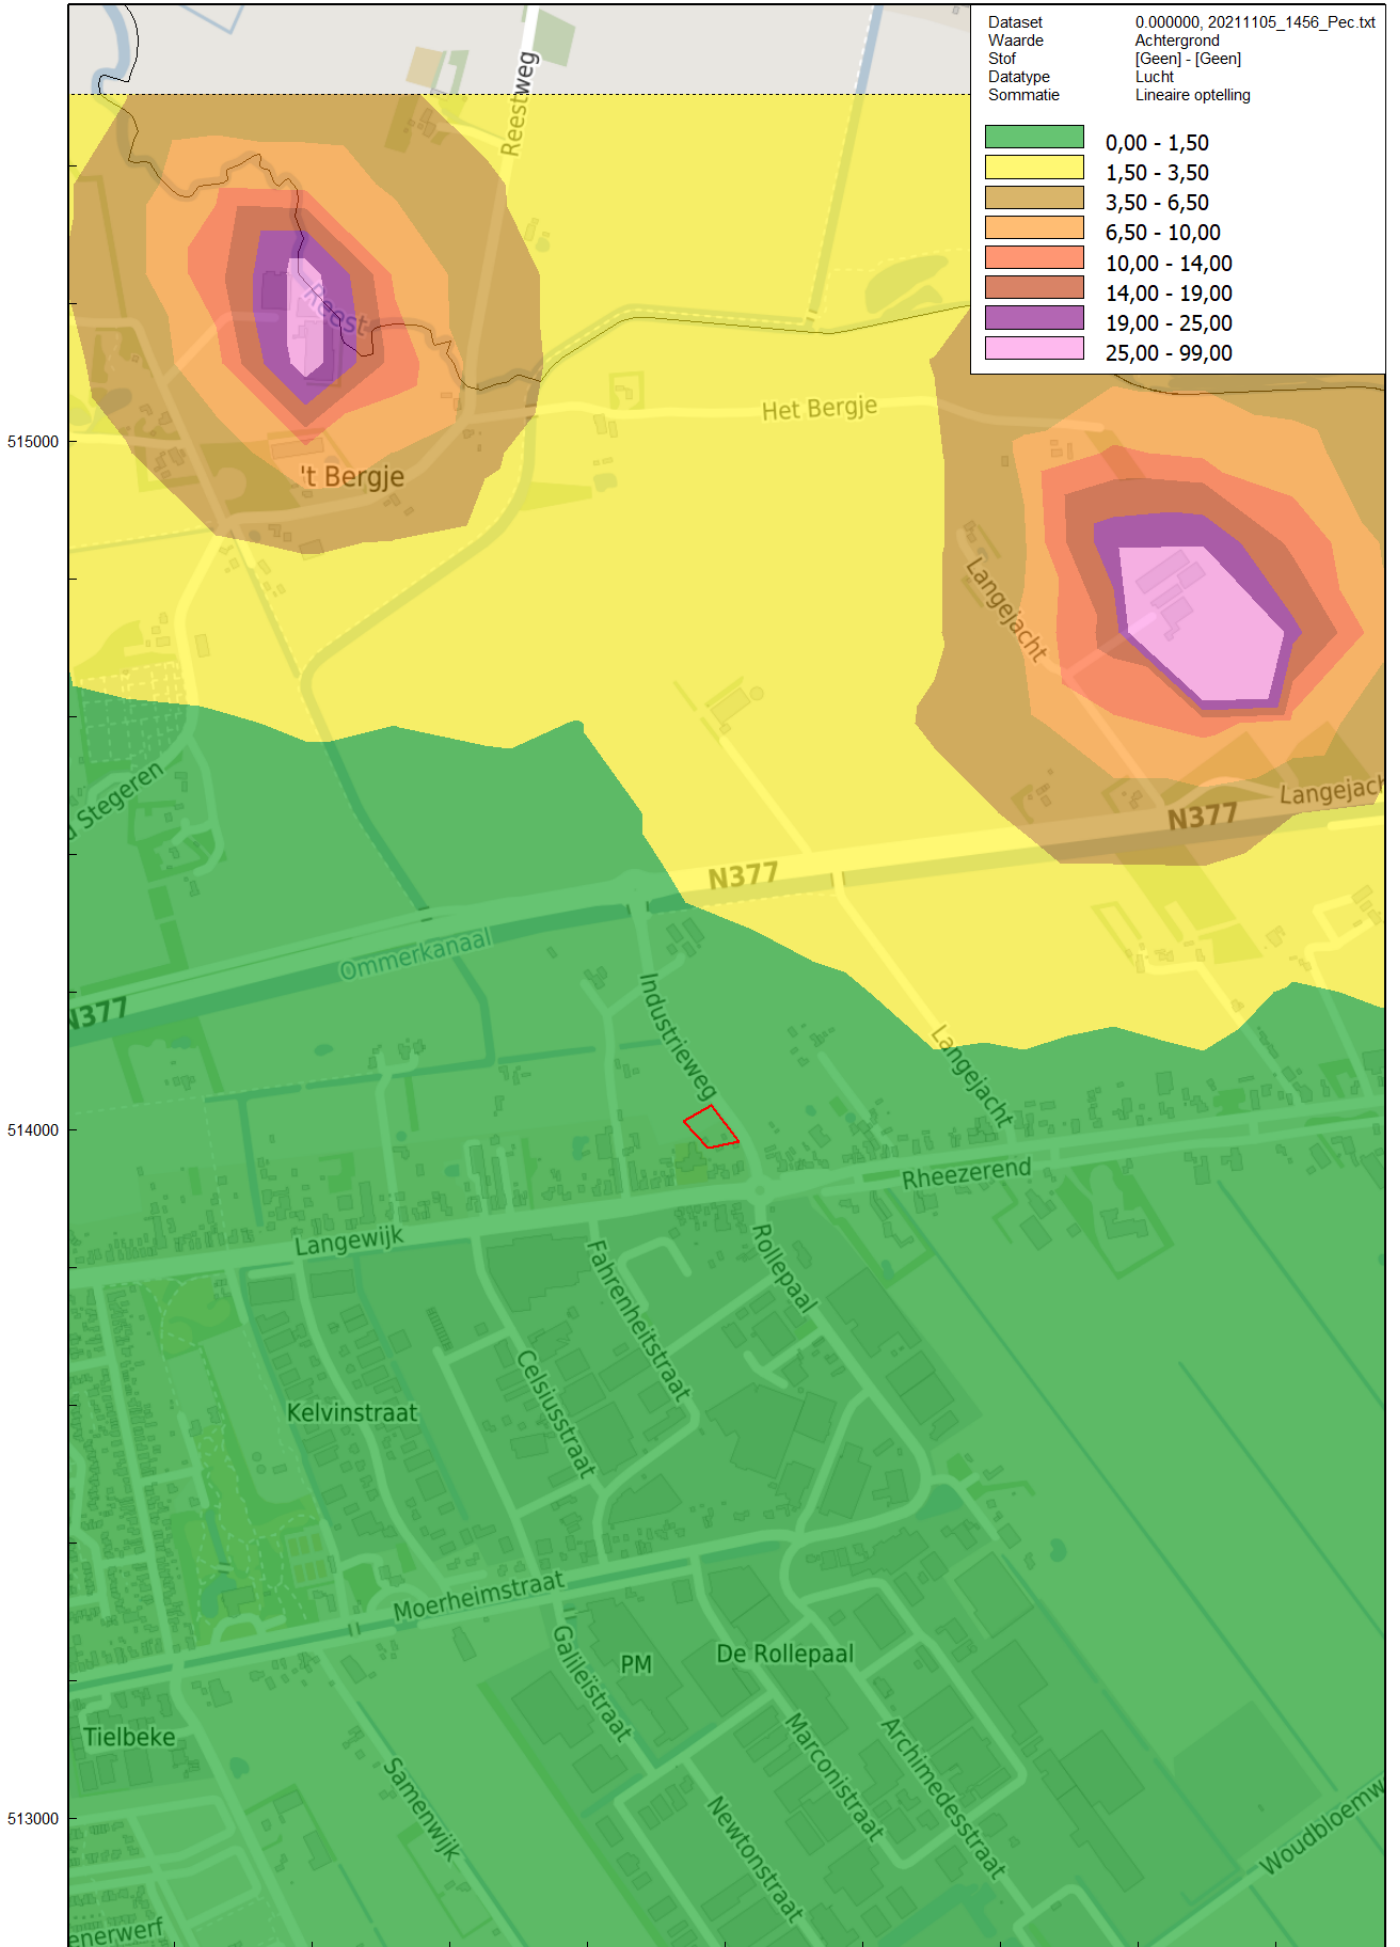 Dataset 0.000000, 20211105_1456_Pec.txt
Waarde Achtergrond
Stof [Geen] - [Geen]
Datatype Lucht
Sommatie Lineaire optelling
0,00 - 1,50
1,50 - 3,50
3,50 - 6,50
6,50 - 10,00
10,00 - 14,00
14,00 - 19,00
19,00 - 25,00
25,00 - 99,00
Reestweg
Reest
Het Bergje
515000
't Bergje
Langejacht
Stegeren
Langejach
N377
N377
Ommerkanaal
N377
Industrieweg
Langejacht
514000
Rheezerend
Langewijk
Rollepaal
Fahrenheitstraat
Celsiusstraat
Kelvinstraat
Moerheimstraat
Galileïstraat
PM
De Rollepaal
Tielbeke
Marconistraat
Archimedesstraat
Samenwijk
Newtonstraat
513000
Woudbloemw
enerwerf